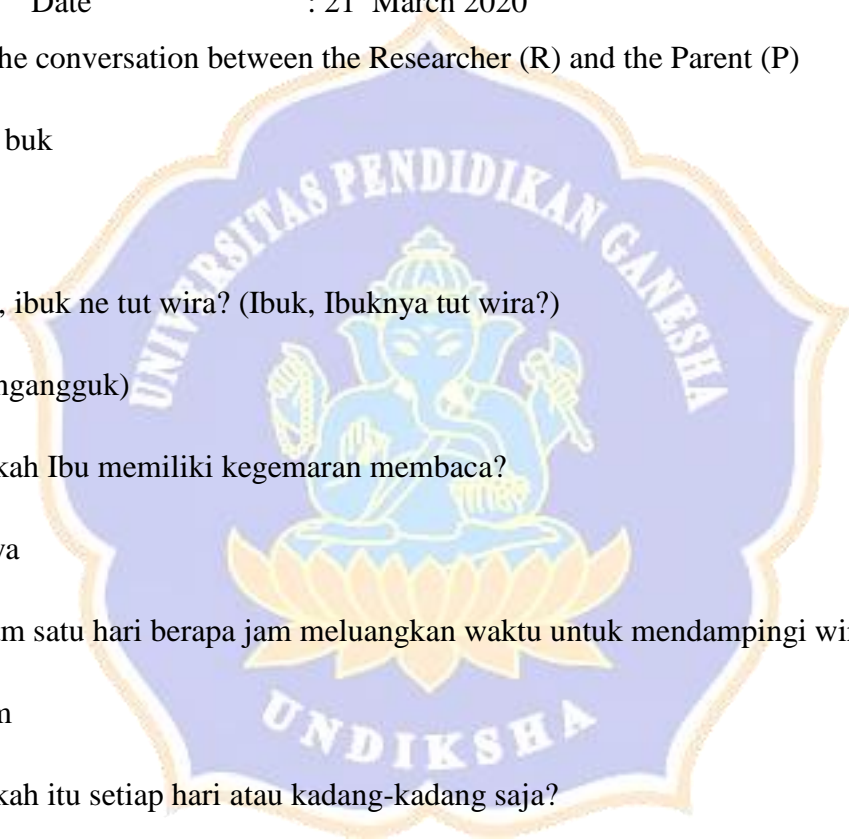 Date : 21 March 2020
he conversation between the Researcher (R) and the Parent (P)
buk
UNIVERSITAS PENDIDIKAN GANESHA
, ibuk ne tut wira? (Ibuk, Ibuknya tut wira?)
ngangguk)
kah Ibu memiliki kegemaran membaca?
ya
m satu hari berapa jam meluangkan waktu untuk mendampingi wi
m
UNDIKSHA
kah itu setiap hari atau kadang-kadang saja?